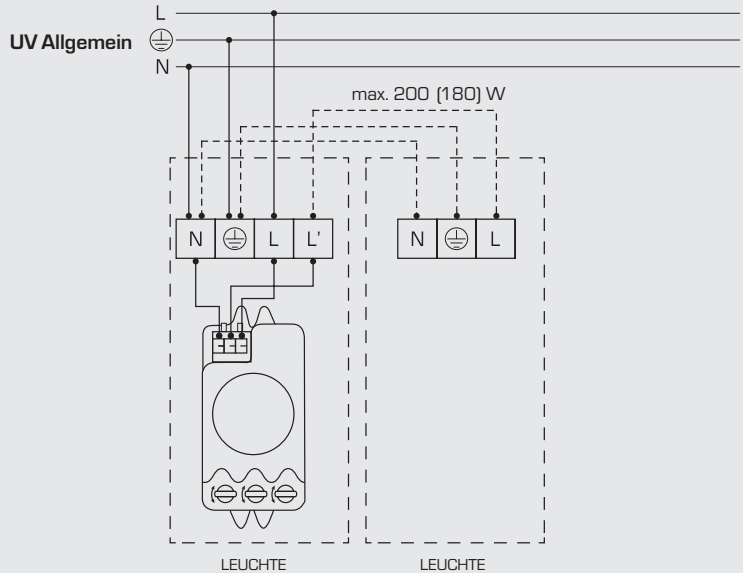 L
UV Allgemein
N
max. 200 (180) W
N L L'
N L
LEUCHTE LEUCHTE